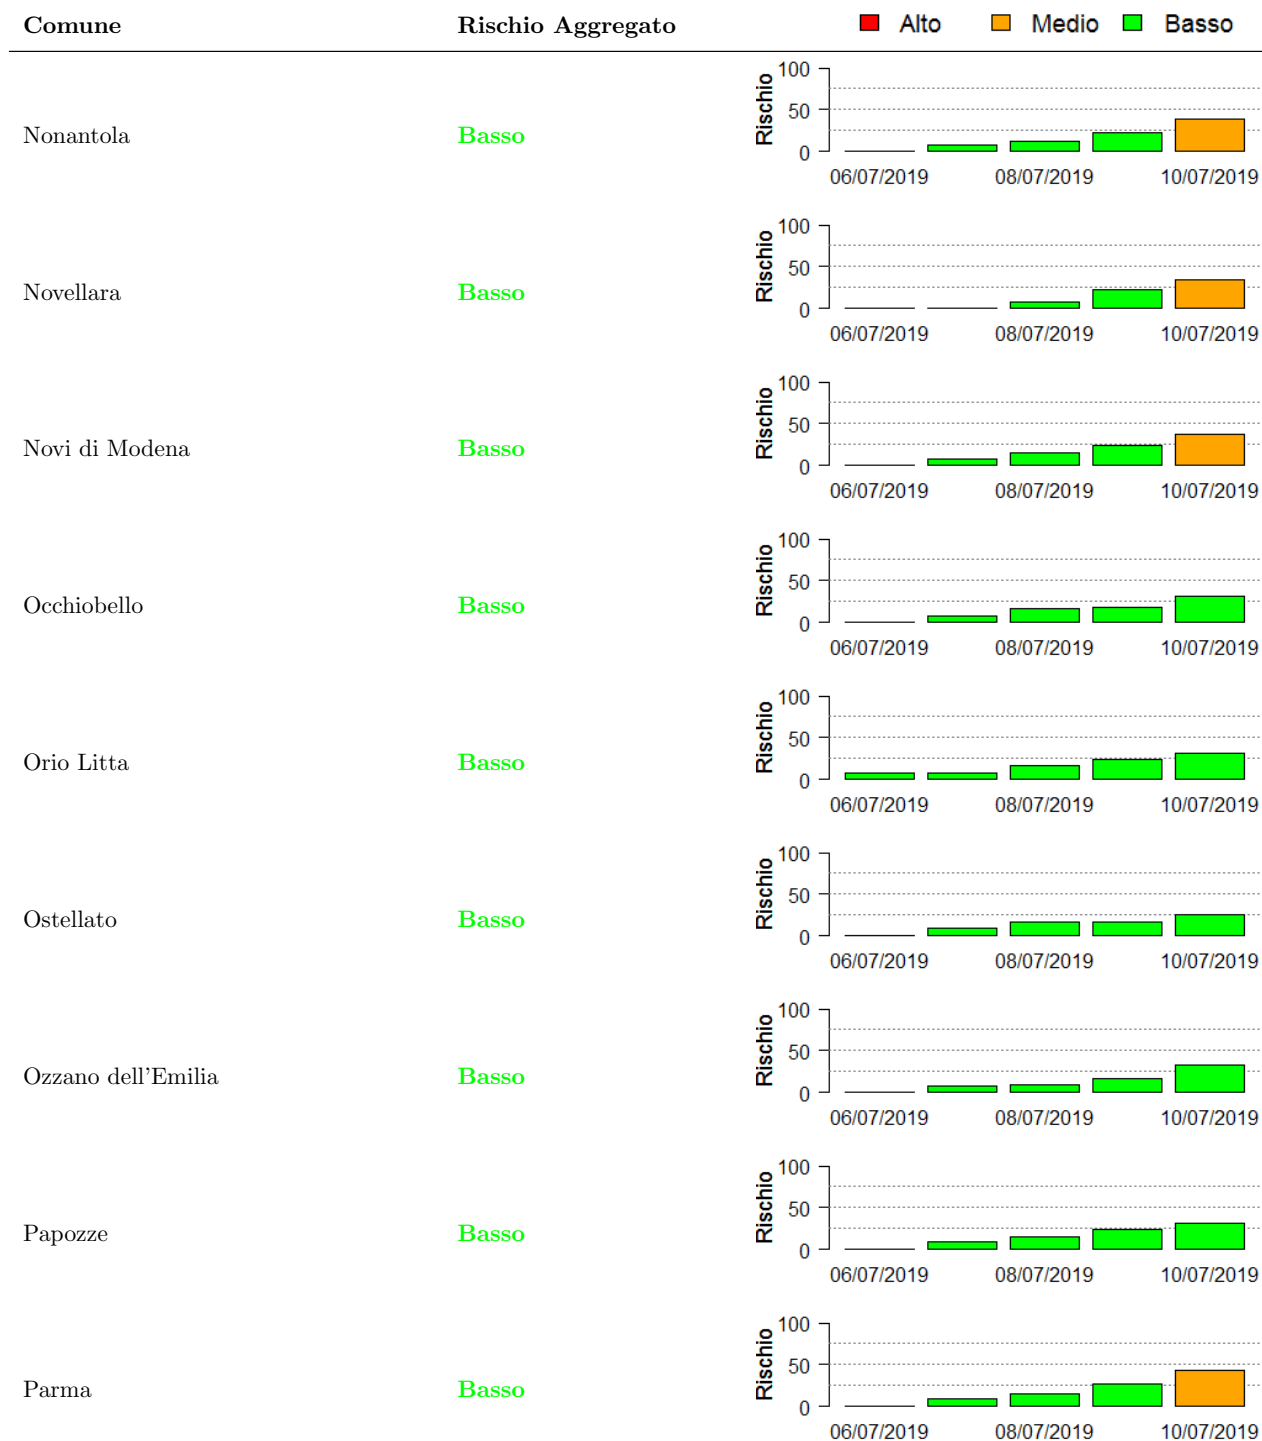 Comune Rischio Aggregato Alto Medio Basso
Nonantola Basso Rischio 100 50 0
06/07/2019 08/07/2019 10/07/2019
Novellara Basso Rischio 100 50 0
06/07/2019 08/07/2019 10/07/2019
Novi di Modena Basso Rischio 100 50 0
06/07/2019 08/07/2019 10/07/2019
Occhiobello Basso Rischio 100 50 0
06/07/2019 08/07/2019 10/07/2019
Orio Litta Basso Rischio 100 50 0
06/07/2019 08/07/2019 10/07/2019
Ostellato Basso Rischio 100 50 0
06/07/2019 08/07/2019 10/07/2019
Ozzano dell'Emilia Basso Rischio 100 50 0
06/07/2019 08/07/2019 10/07/2019
Papozze Basso Rischio 100 50 0
06/07/2019 08/07/2019 10/07/2019
Parma Basso Rischio 100 50 0
06/07/2019 08/07/2019 10/07/2019